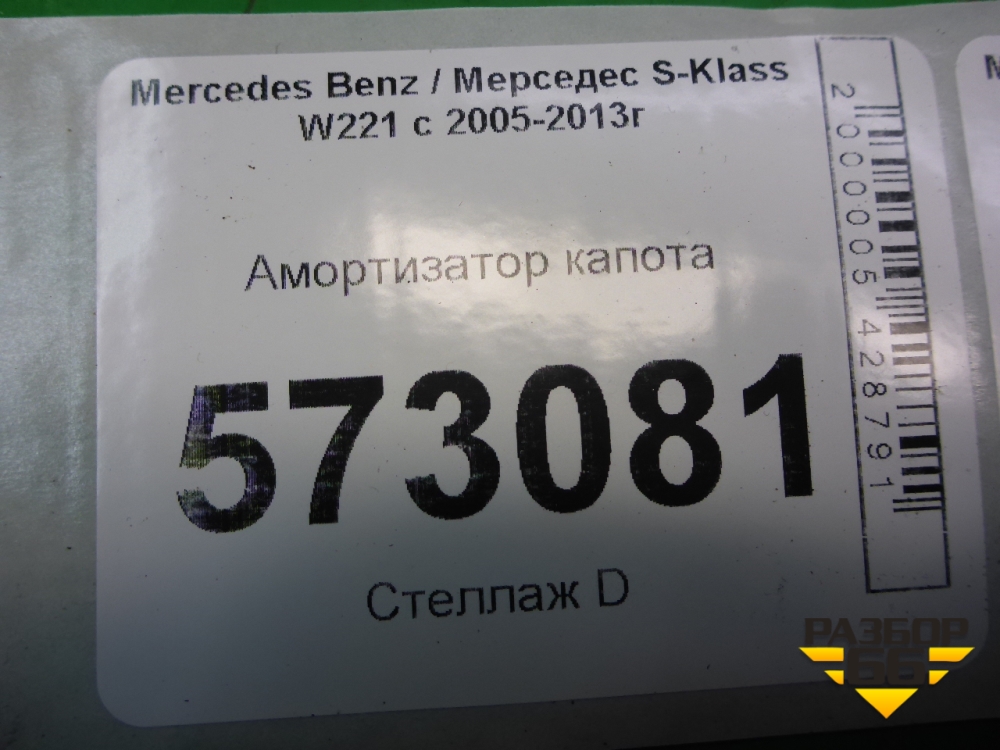 Mercedes Benz / Мерседес S-Klass
W221 с 2005-2013г
Амортизатор капота
573081
Стеллаж D
2000005428791
РАЗБОР
66